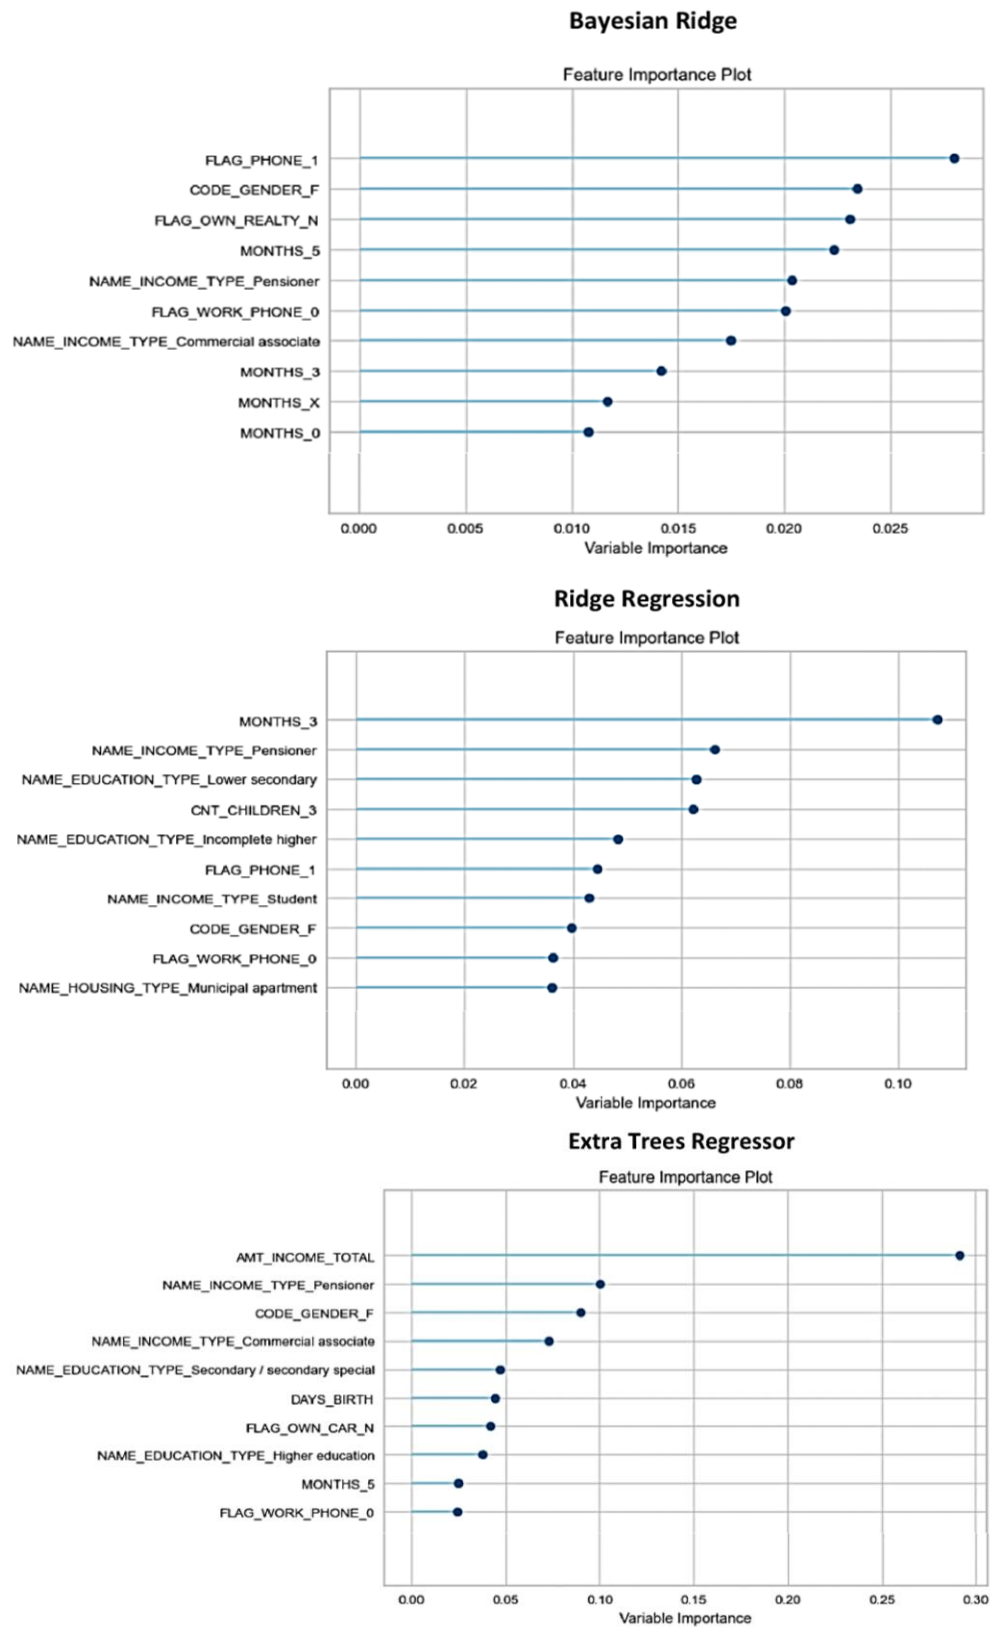 Bayesian Ridge
Feature Importance Plot
FLAG_PHONE_1
CODE_GENDER_F
FLAG_OWN_REALTY_N
MONTHS_5
NAME_INCOME_TYPE_Pensioner
FLAG_WORK_PHONE_0
NAME_INCOME_TYPE_Commercial associate
MONTHS_3
MONTHS_X
MONTHS_0
0.000 0.005 0.010 0.015 0.020 0.025
Variable Importance
Ridge Regression
Feature Importance Plot
MONTHS_3
NAME_INCOME_TYPE_Pensioner
NAME_EDUCATION_TYPE_Lower secondary
CNT_CHILDREN_3
NAME_EDUCATION_TYPE_Incomplete higher
FLAG_PHONE_1
NAME_INCOME_TYPE_Student
CODE_GENDER_F
FLAG_WORK_PHONE_0
NAME_HOUSING_TYPE_Municipal apartment
0.00 0.02 0.04 0.06 0.08 0.10
Variable Importance
Extra Trees Regressor
Feature Importance Plot
AMT_INCOME_TOTAL
NAME_INCOME_TYPE_Pensioner
CODE_GENDER_F
NAME_INCOME_TYPE_Commercial associate
NAME_EDUCATION_TYPE_Secondary / secondary special
DAYS_BIRTH
FLAG_OWN_CAR_N
NAME_EDUCATION_TYPE_Higher education
MONTHS_5
FLAG_WORK_PHONE_0
0.00 0.05 0.10 0.15 0.20 0.25 0.30
Variable Importance